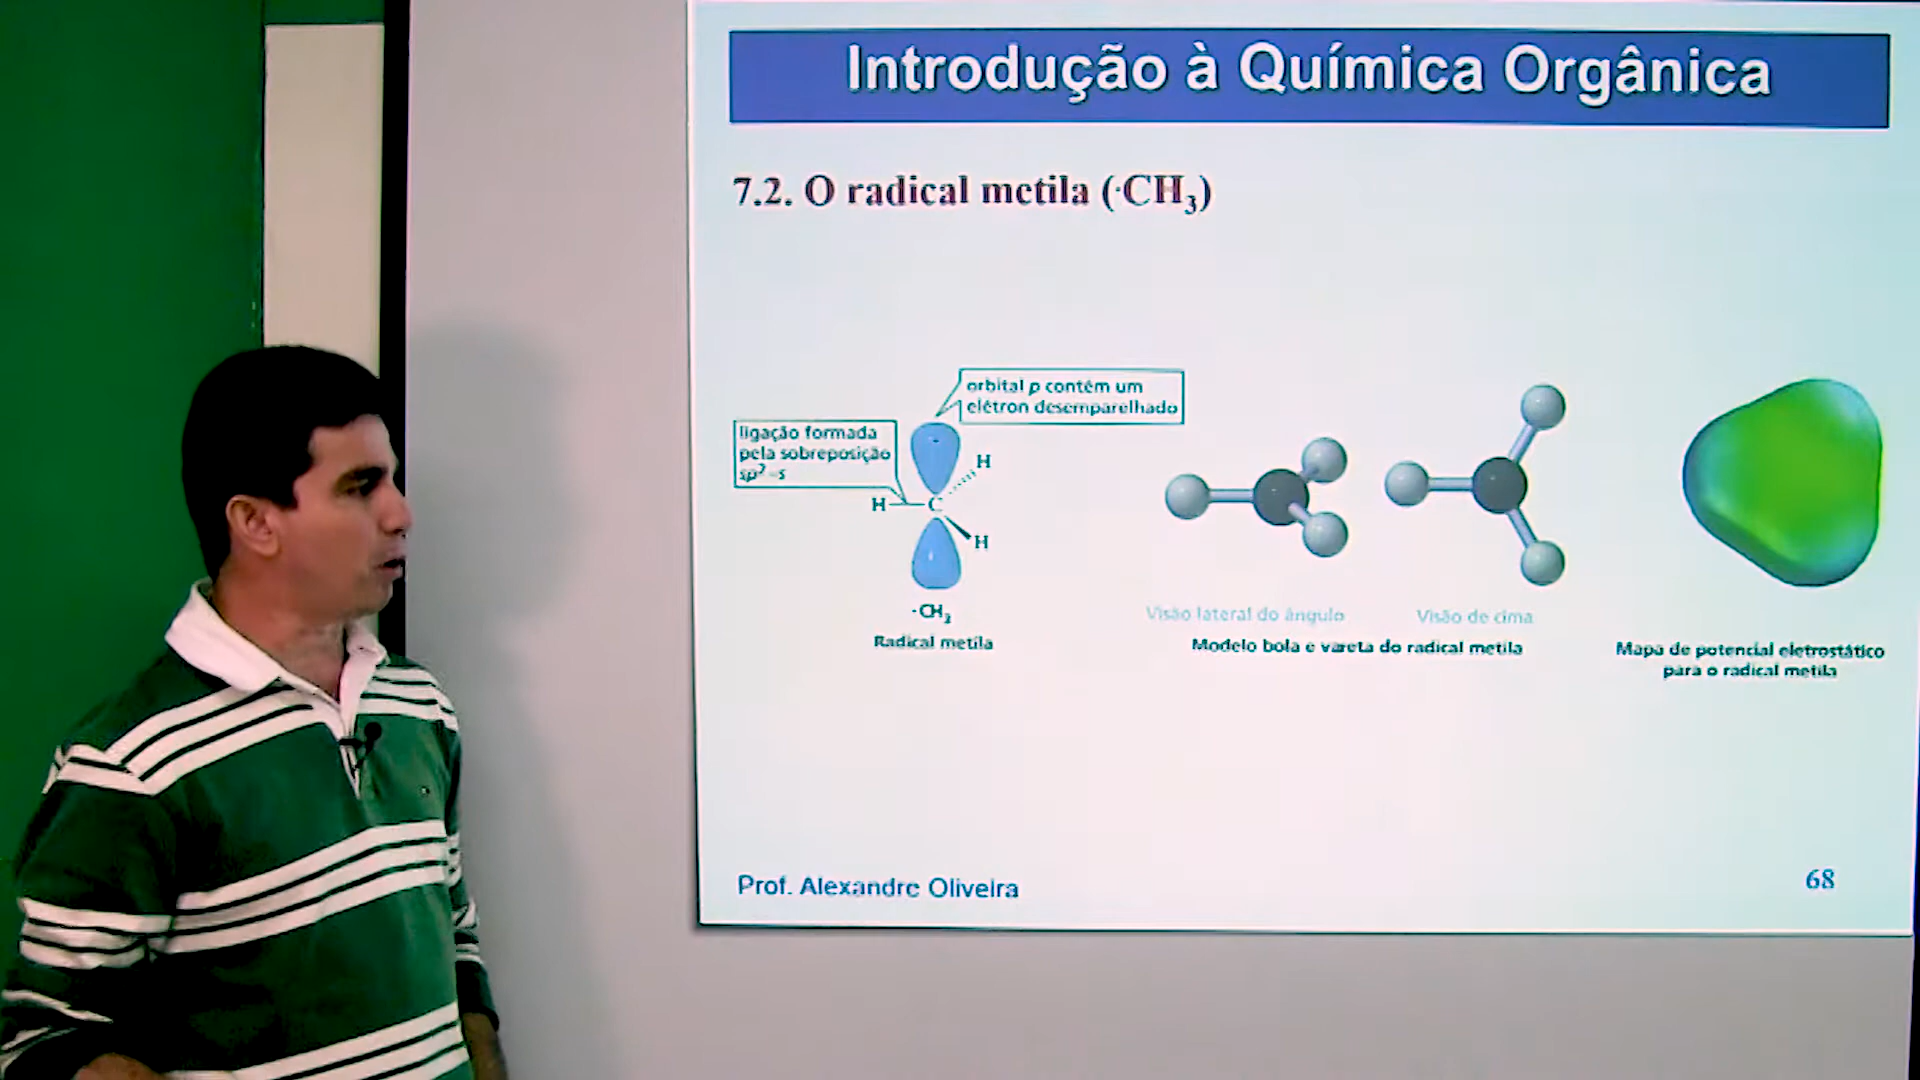 Introdução à Química Orgânica
7.2. O radical metila (·CH₃)
orbital p contém um
elétron desemparelhado
ligação formada
pela sobreposição
sp²–s
H
H
C
H
·CH₃
Radical metila
Visão lateral do ângulo
Visão de cima
Modelo bola e vareta do radical metila
Mapa de potencial eletrostático
para o radical metila
Prof. Alexandre Oliveira
68